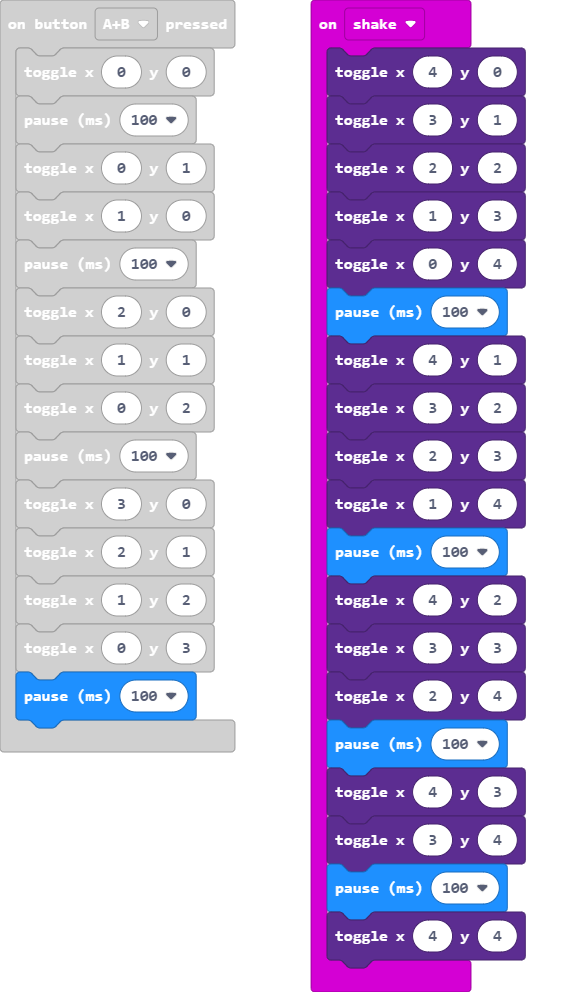 on button A+B pressed
toggle x 0 y 0
pause (ms) 100
toggle x 0 y 1
toggle x 1 y 0
pause (ms) 100
toggle x 2 y 0
toggle x 1 y 1
toggle x 0 y 2
pause (ms) 100
toggle x 3 y 0
toggle x 2 y 1
toggle x 1 y 2
toggle x 0 y 3
pause (ms) 100
on shake
toggle x 4 y 0
toggle x 3 y 1
toggle x 2 y 2
toggle x 1 y 3
toggle x 0 y 4
pause (ms) 100
toggle x 4 y 1
toggle x 3 y 2
toggle x 2 y 3
toggle x 1 y 4
pause (ms) 100
toggle x 4 y 2
toggle x 3 y 3
toggle x 2 y 4
pause (ms) 100
toggle x 4 y 3
toggle x 3 y 4
pause (ms) 100
toggle x 4 y 4